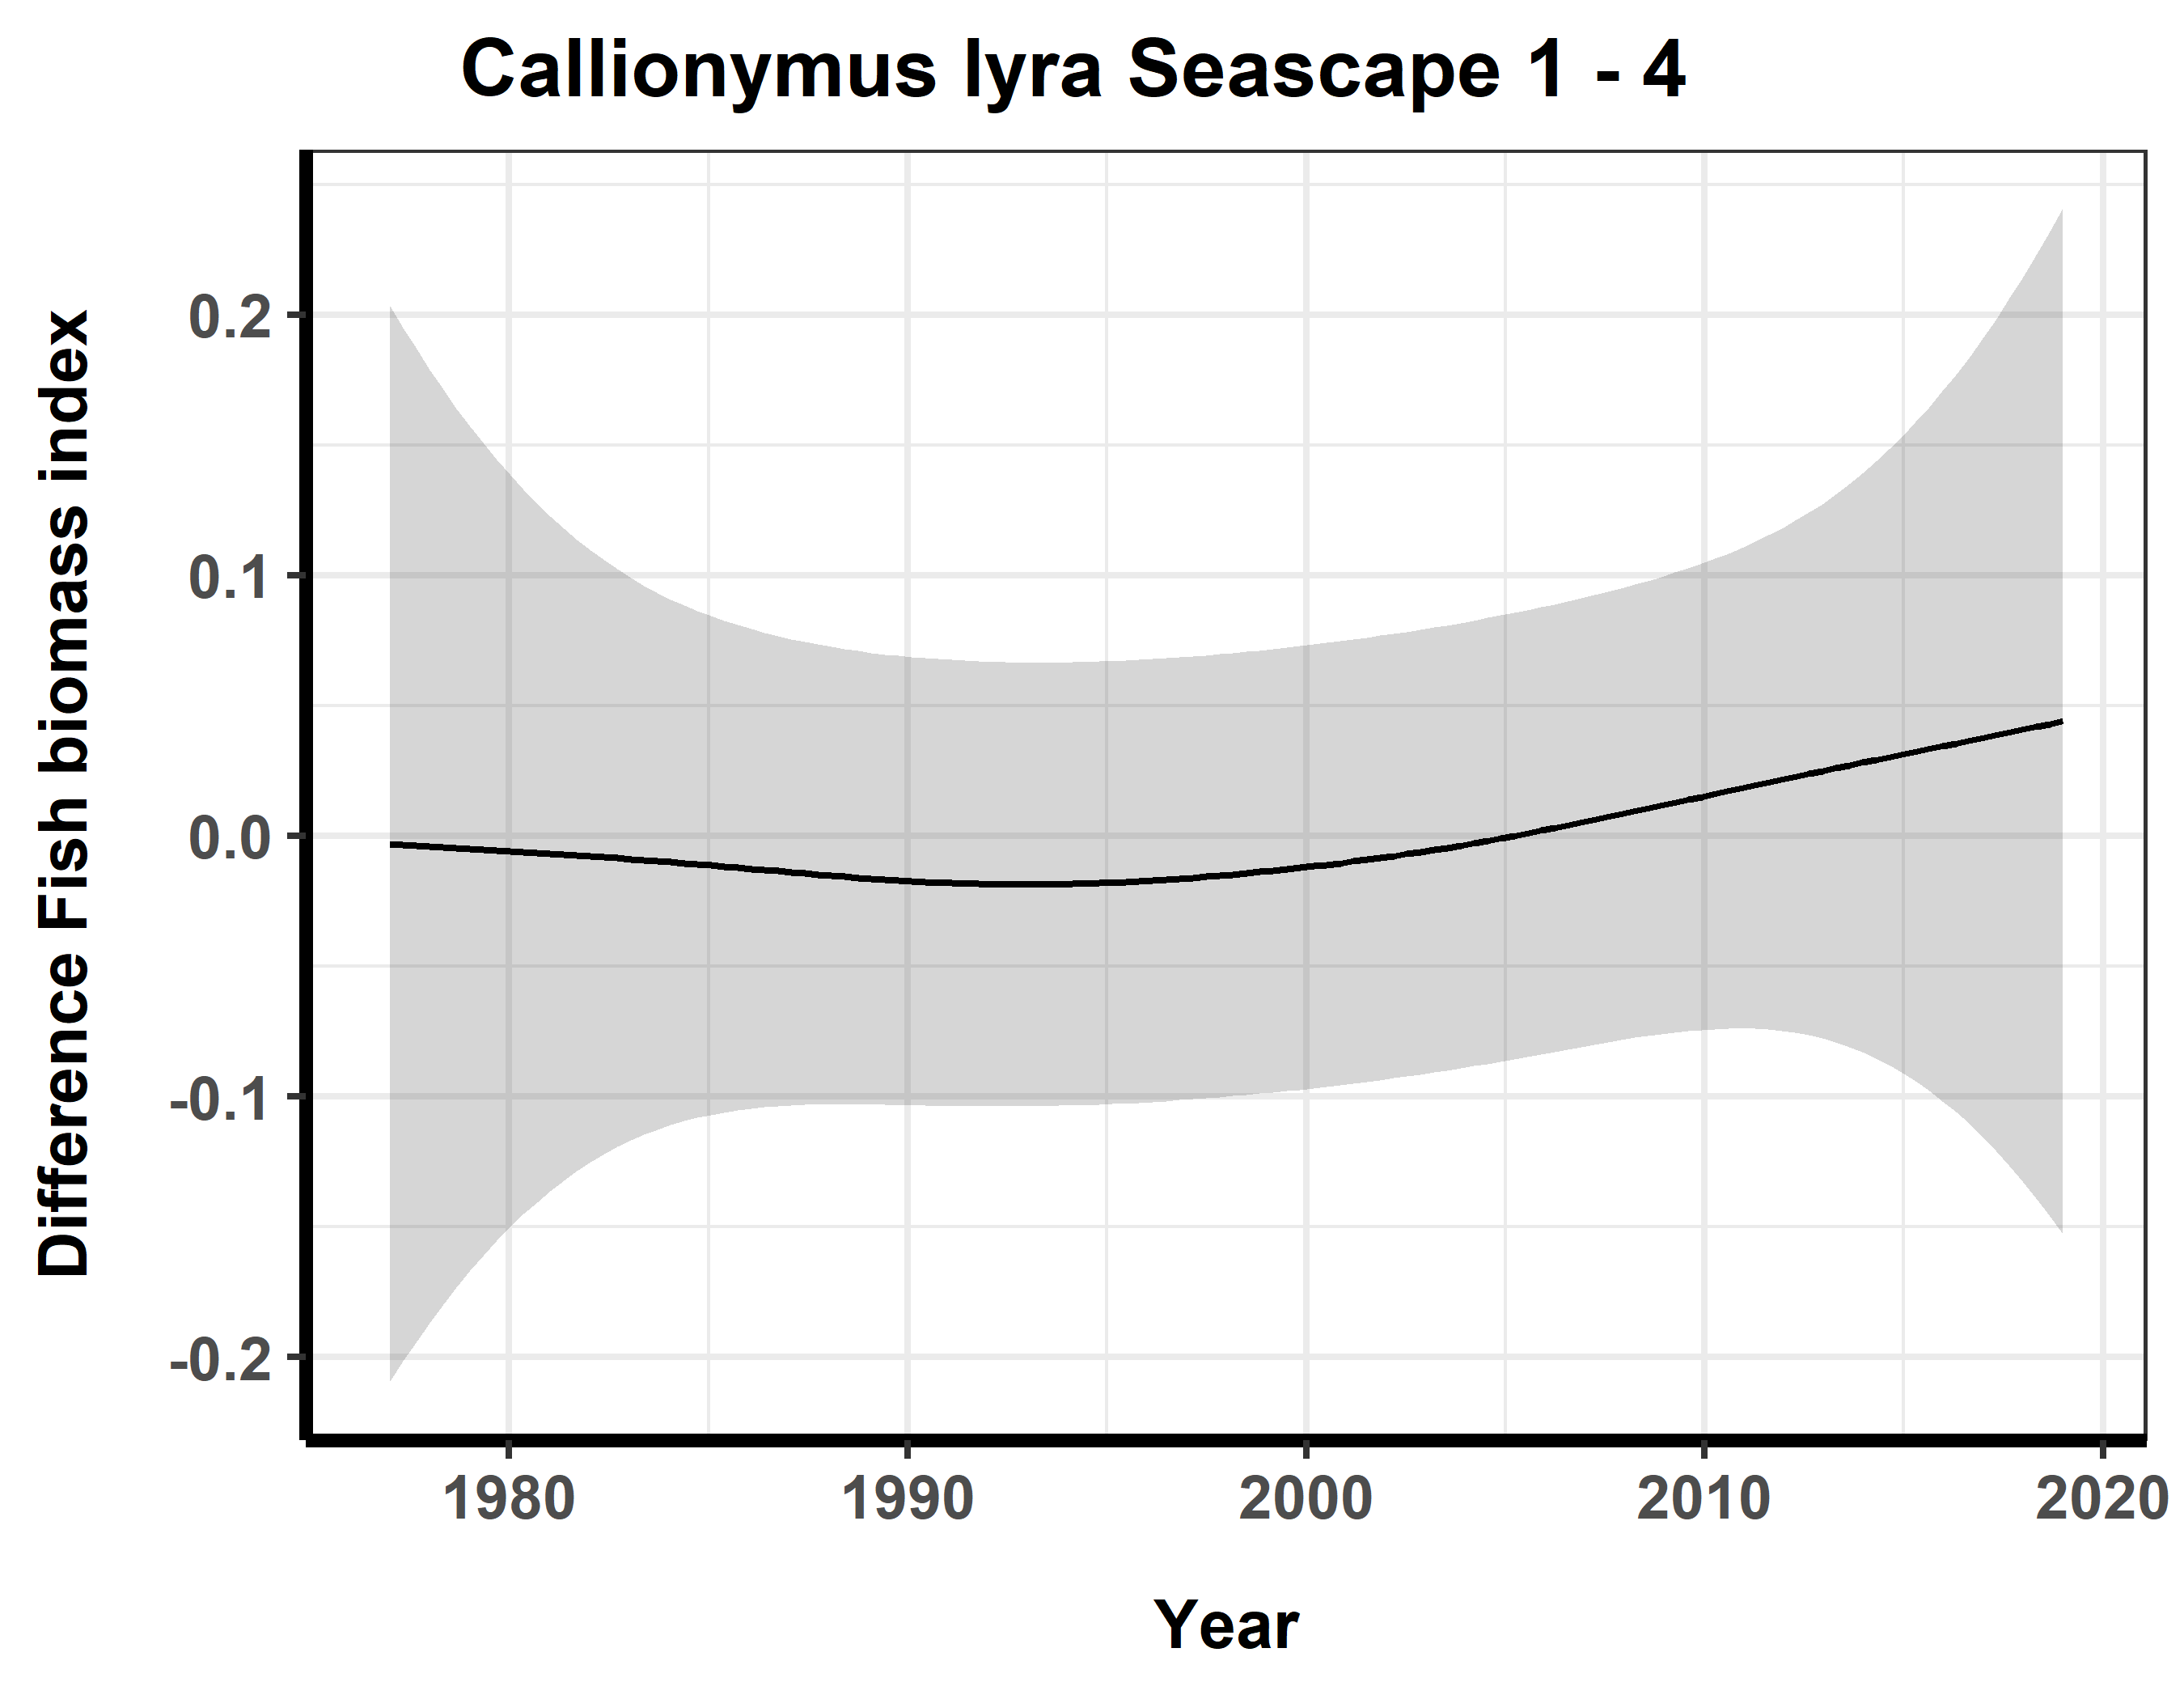 Callionymus lyra Seascape 1 - 4
Difference Fish biomass index
0.2
0.1
0.0
-0.1
-0.2
1980 1990 2000 2010 2020
Year